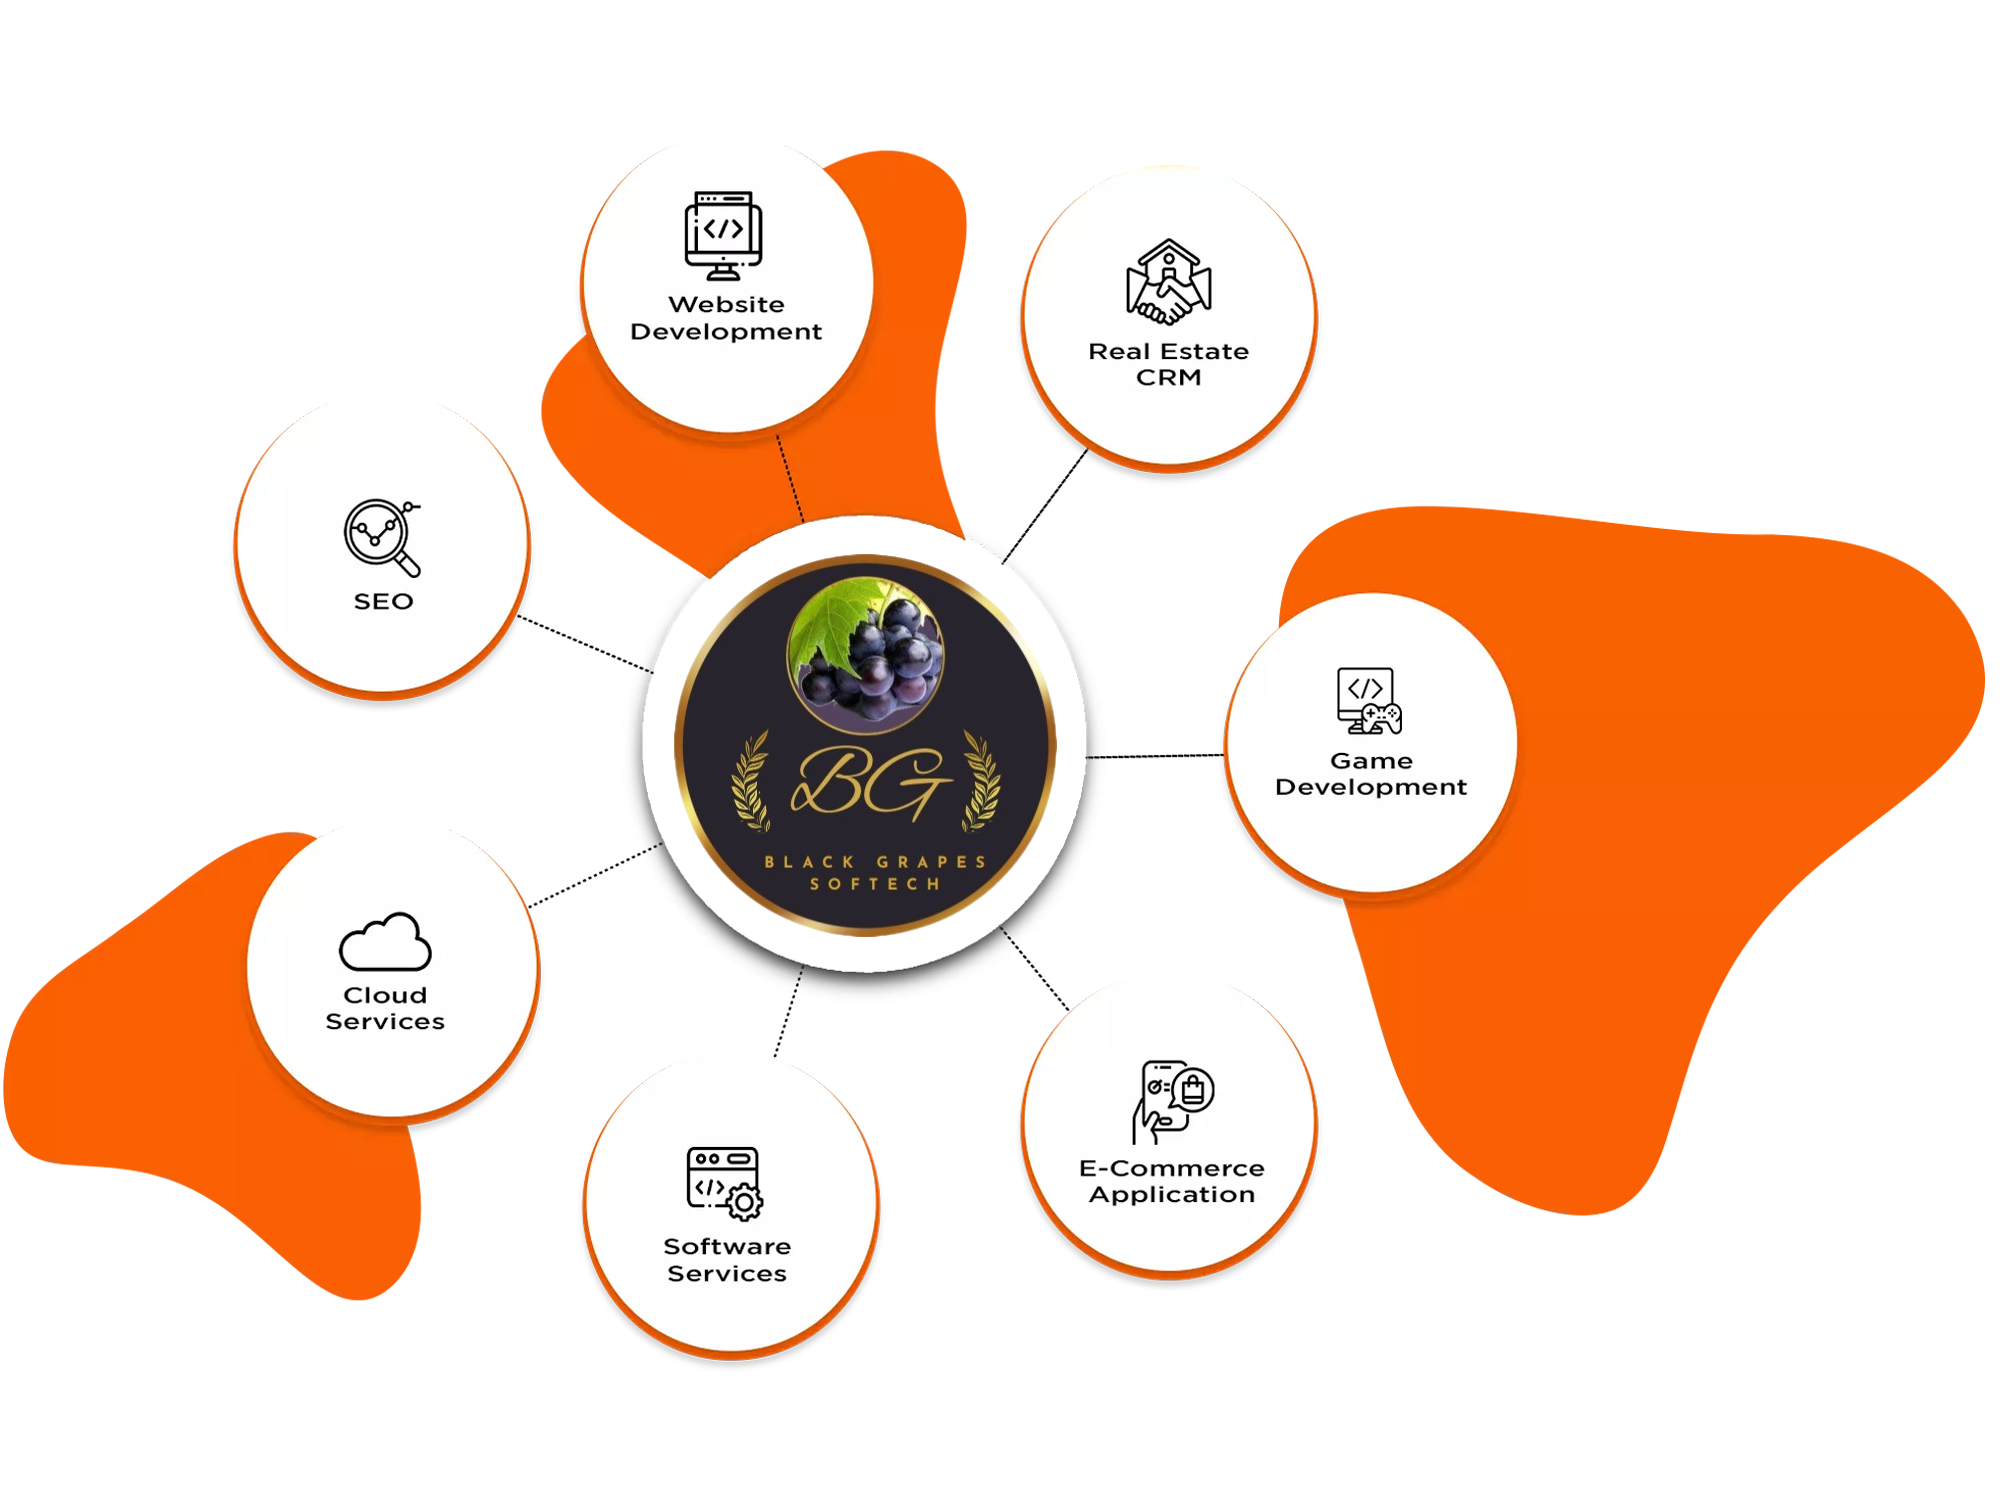 Website
Development
Real Estate
CRM
SEO
BG
BLACK GRAPES
SOFTECH
Game
Development
Cloud
Services
E-Commerce
Application
Software
Services